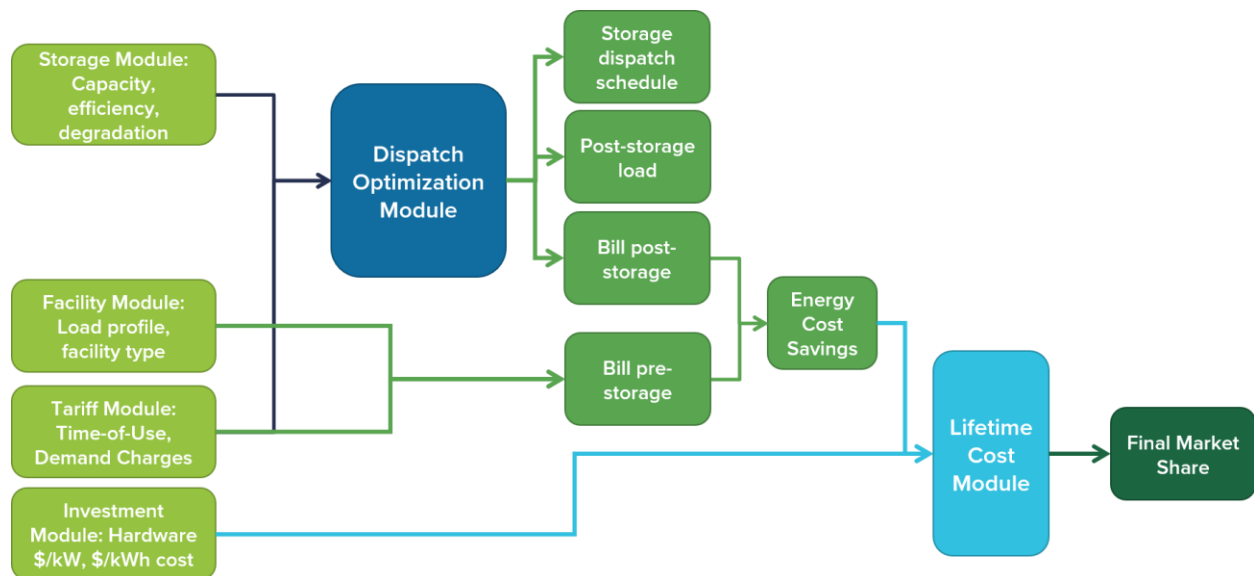 Storage Module:
Capacity,
efficiency,
degradation
Facility Module:
Load profile,
facility type
Tariff Module:
Time-of-Use,
Demand Charges
Investment
Module: Hardware
$/kW, $/kWh cost
Dispatch
Optimization
Module
Storage
dispatch
schedule
Post-storage
load
Bill post-
storage
Bill pre-
storage
Energy
Cost
Savings
Lifetime
Cost
Module
Final Market
Share